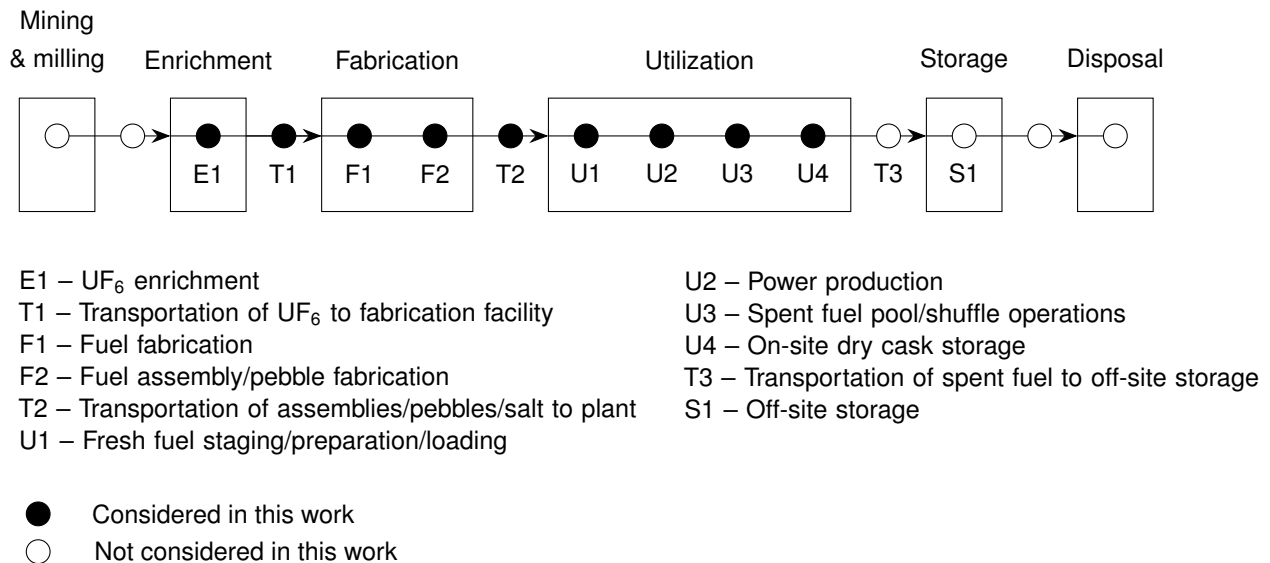 Mining
& milling Enrichment Fabrication Utilization Storage Disposal
E1 T1 F1 F2 T2 U1 U2 U3 U4 T3 S1
E1 – UF₆ enrichment
T1 – Transportation of UF₆ to fabrication facility
F1 – Fuel fabrication
F2 – Fuel assembly/pebble fabrication
T2 – Transportation of assemblies/pebbles/salt to plant
U1 – Fresh fuel staging/preparation/loading
U2 – Power production
U3 – Spent fuel pool/shuffle operations
U4 – On-site dry cask storage
T3 – Transportation of spent fuel to off-site storage
S1 – Off-site storage
Considered in this work
Not considered in this work